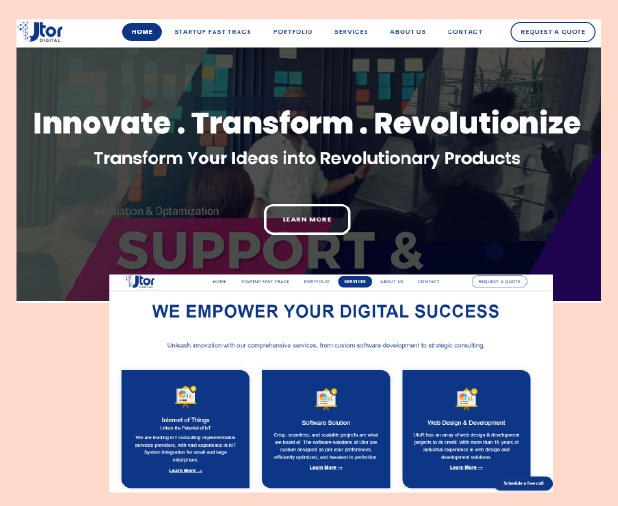 Jtor
DIGITAL
HOME
STARTUP FAST TRACK
PORTFOLIO
SERVICES
ABOUT US
CONTACT
REQUEST A QUOTE
Innovate . Transform . Revolutionize
Transform Your Ideas into Revolutionary Products
Evaluation & Optamization
LEARN MORE
SUPPORT &
Jtor
DIGITAL
HOME
STARTUP FAST TRACK
PORTFOLIO
SERVICES
ABOUT US
CONTACT
REQUEST A QUOTE
WE EMPOWER YOUR DIGITAL SUCCESS
Unleash innovation with our comprehensive services, from custom software development to strategic consulting.
Internet of Things
Unlock the Potential of IoT
We are leading IoT consulting implementation
services providers, with vast experience in IoT
System Integration for small and large
enterprises.
Learn More →
Software Solution
Crisp, seamless, and scalable projects are what
we board at. The software solutions at Utor are
custom designed as per your preferences,
efficiently optimized, and tweaked to perfection.
Learn More →
Web Design & Development
has an array of web design & development
projects to its credit. With more than 15 years of
industrial experience in web design and
development solutions.
Learn More →
Schedule a free call